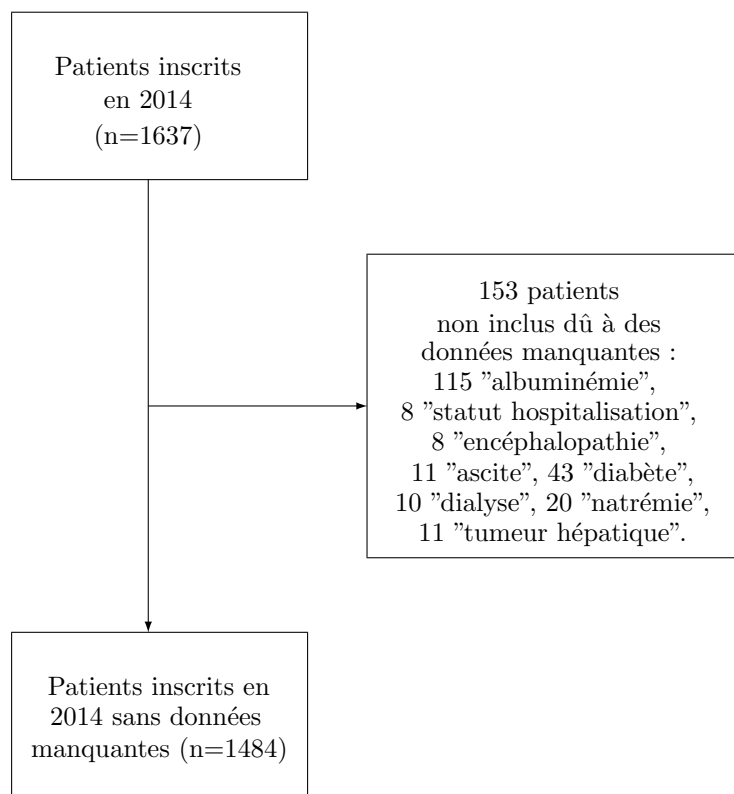 Patients inscrits
en 2014
(n=1637)
153 patients
non inclus dû à des
données manquantes :
115 ”albuminémie”,
8 ”statut hospitalisation”,
8 ”encéphalopathie”,
11 ”ascite”, 43 ”diabète”,
10 ”dialyse”, 20 ”natrémie”,
11 ”tumeur hépatique”.
Patients inscrits en
2014 sans données
manquantes (n=1484)